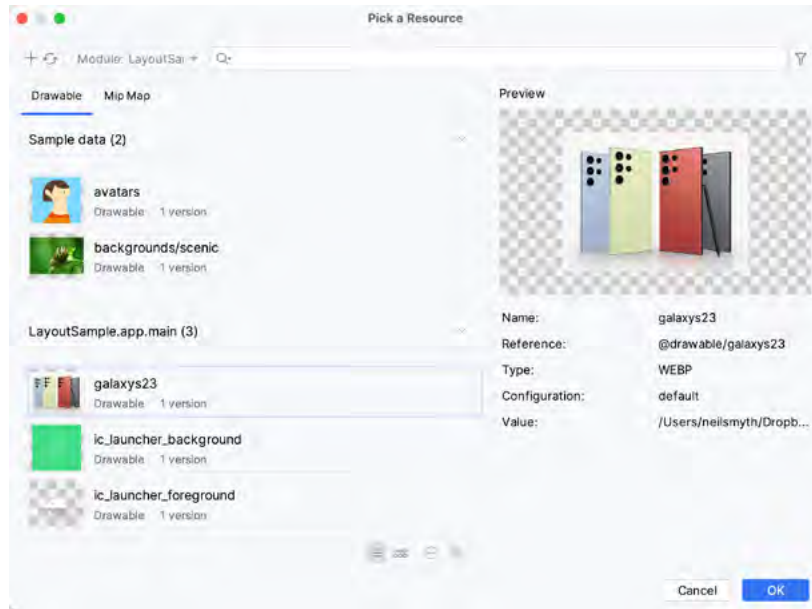 Pick a Resource
Module: LayoutSai
Drawable Mip Map
Sample data (2)
avatars
Drawable 1 version
backgrounds/scenic
Drawable 1 version
LayoutSample.app.main (3)
galaxys23
Drawable 1 version
ic_launcher_background
Drawable 1 version
ic_launcher_foreground
Drawable 1 version
Preview
Name: galaxys23
Reference: @drawable/galaxys23
Type: WEBP
Configuration: default
Value: /Users/neilsmyth/Dropb...
Cancel OK